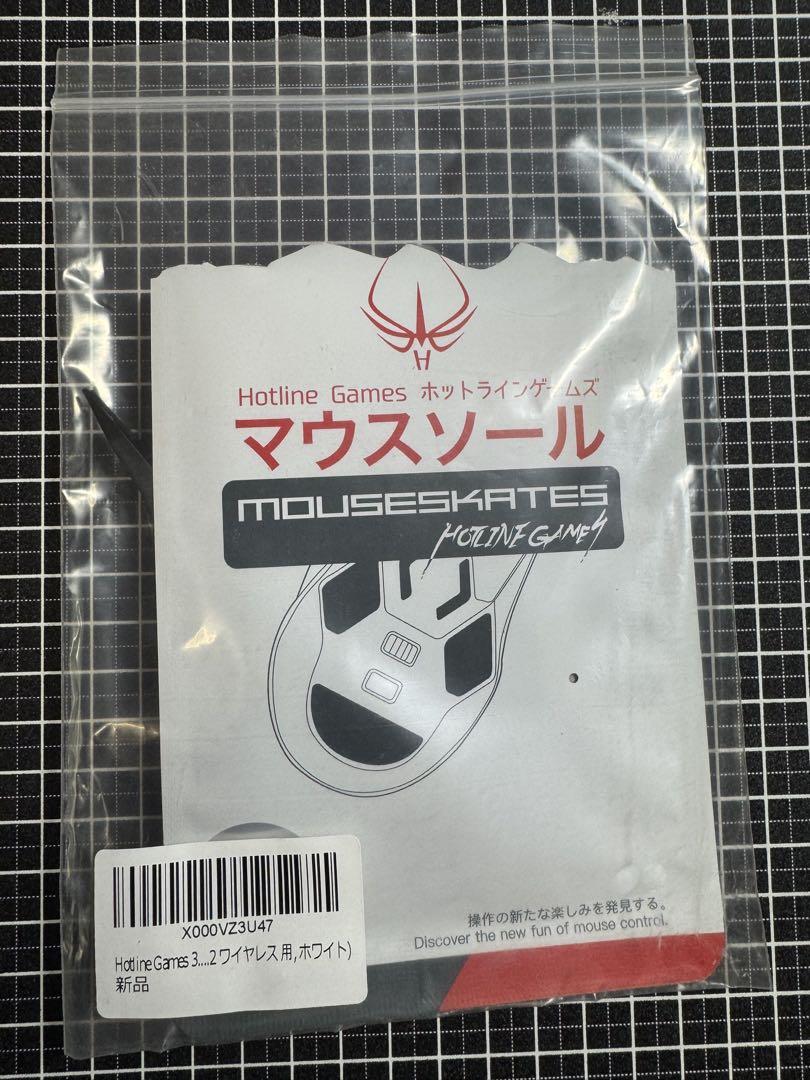 H
Hotline Games ホットラインゲームズ
マウスソール
MOUSESKATES
HOTLINE GAMES
操作の新たな楽しみを発見する。
Discover the new fun of mouse control.
X000VZ3U47
Hotline Games 3....2 ワイヤレス用, ホワイト)
新品